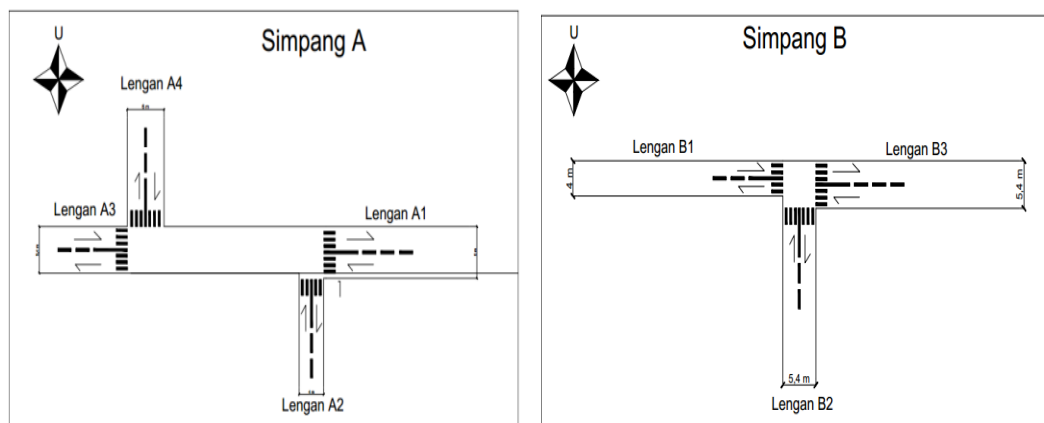 Simpang A
U
Lengan A4
Lengan A3
Lengan A1
Lengan A2
Simpang B
U
Lengan B1
Lengan B3
4 m
5,4 m
5,4 m
Lengan B2